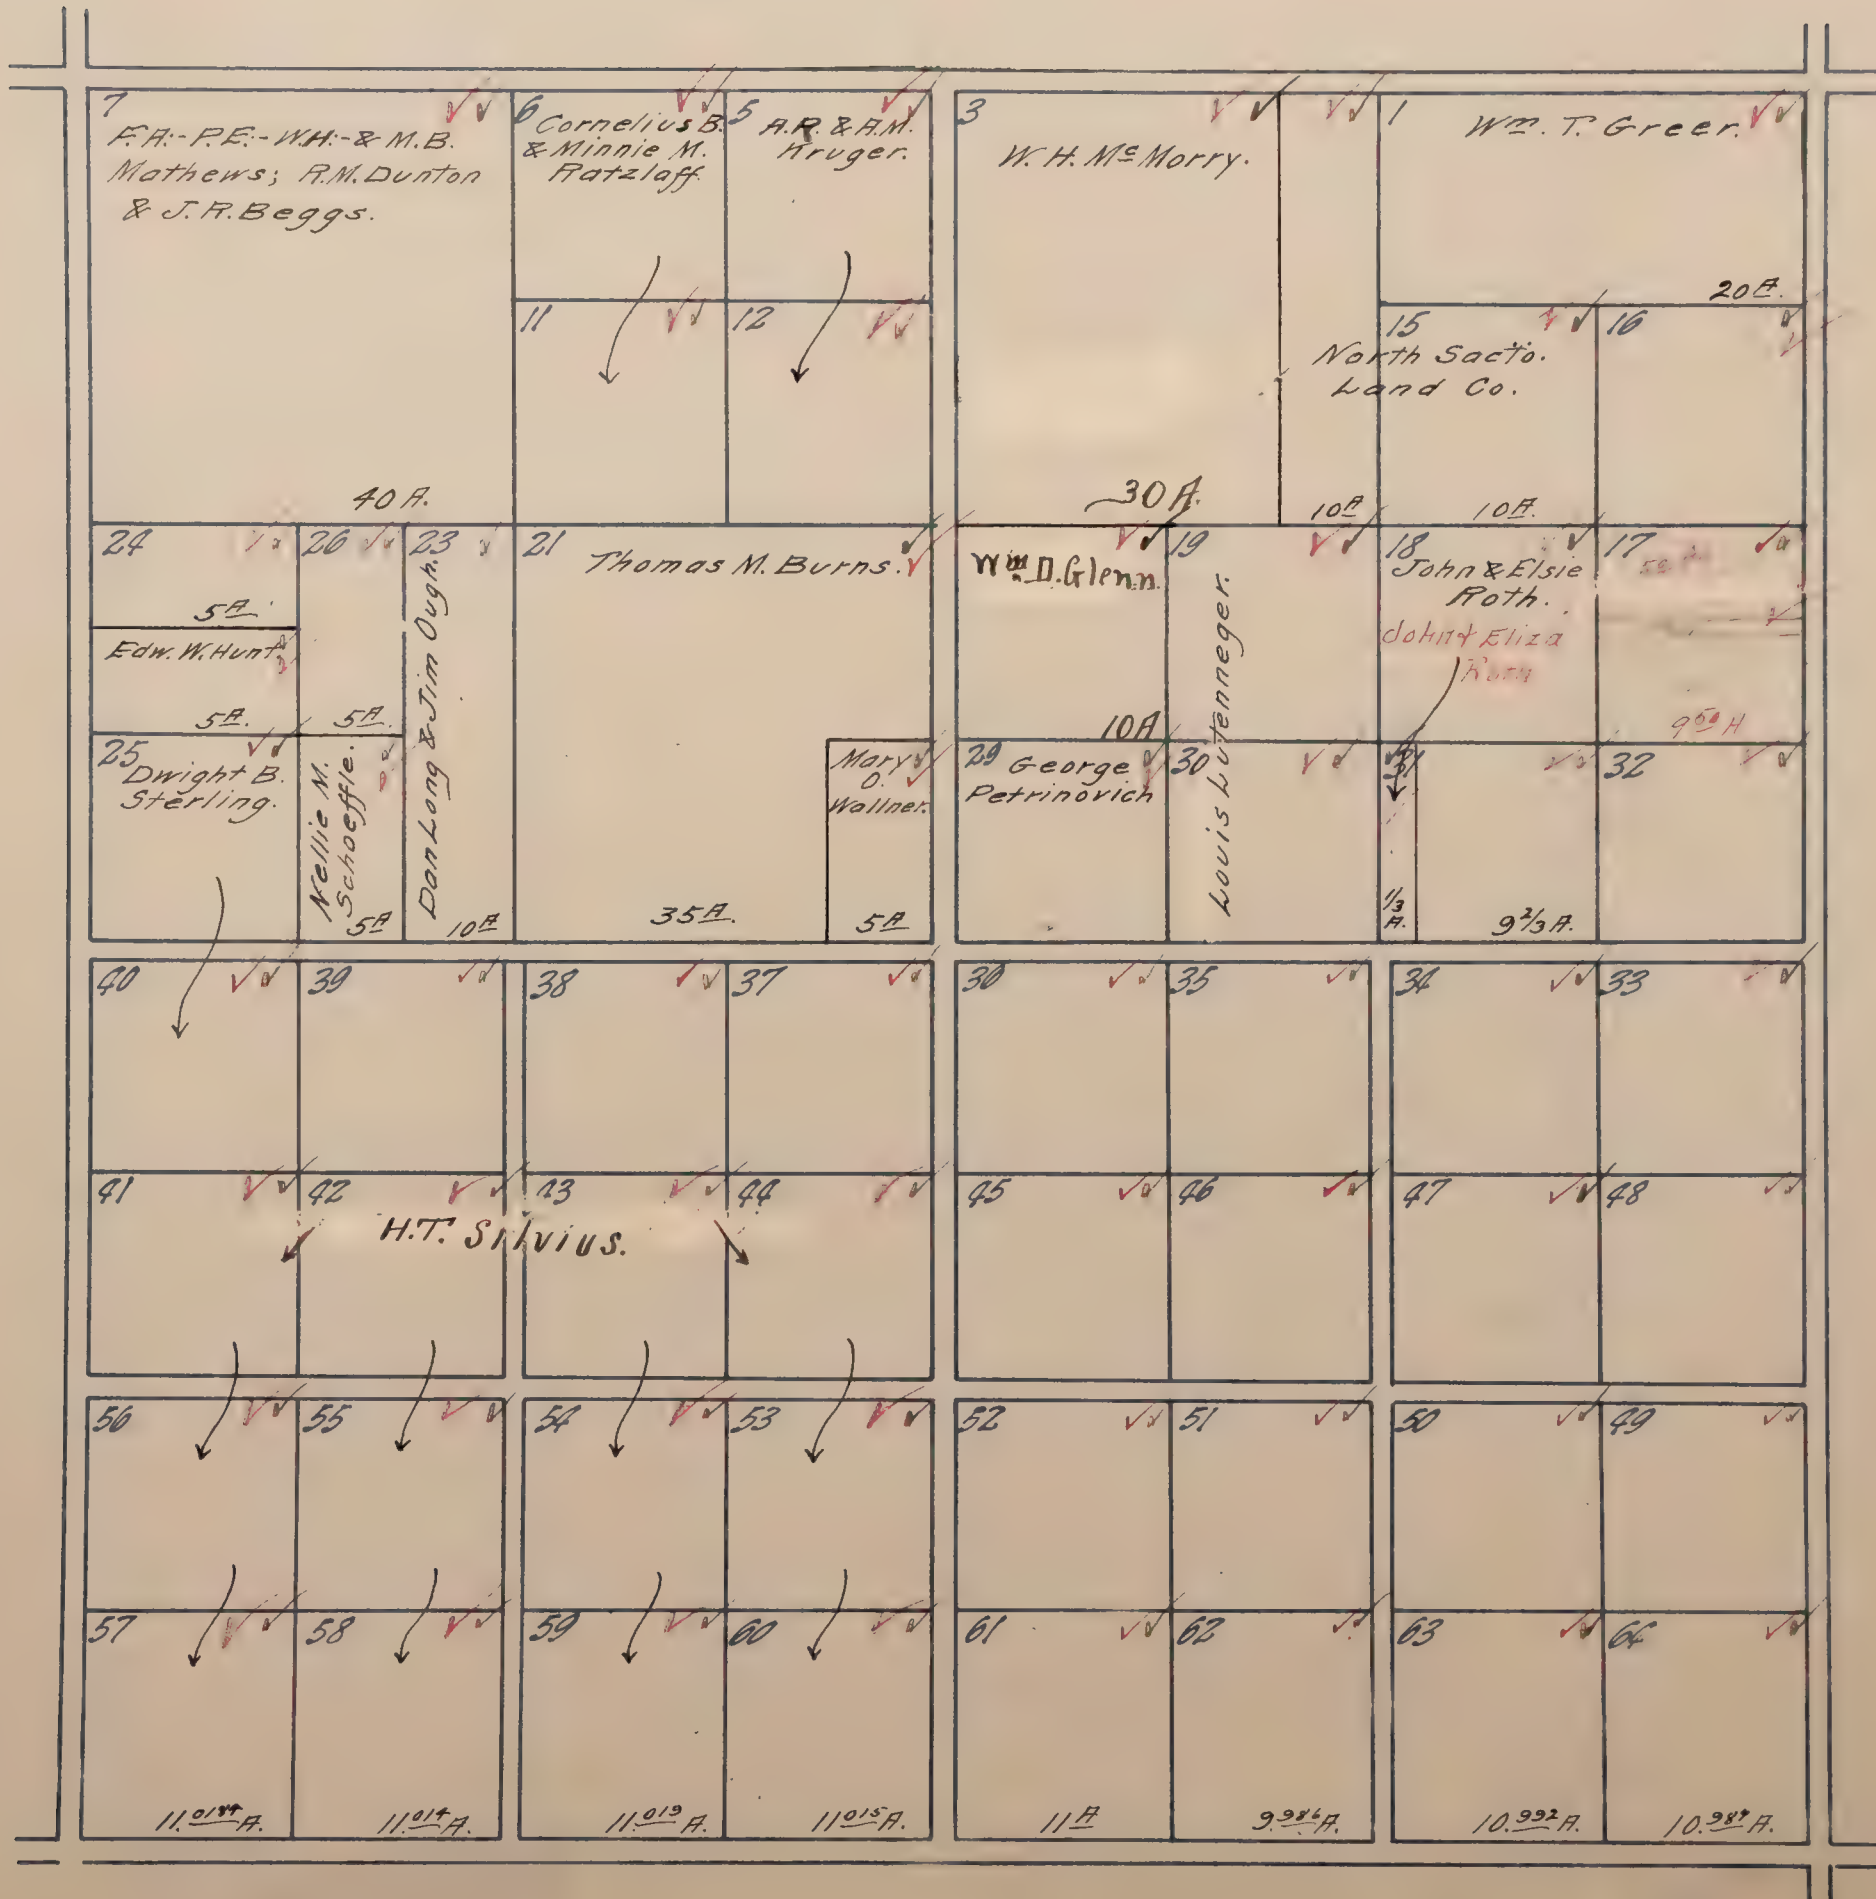 7
F.A:-P.E:-W.H:-& M.B.
Mathews; R.M. Dunton
& J.R. Beggs.
40 A.
6
Cornelius B.
& Minnie M.
Ratzlaff.
5
A.R. & A.M.
Kruger.
3
W. H. Mc Morry.
30 A.
10 A
1
Wm. T. Greer.
20 A.
11
12
15
North Sacto.
Land Co.
10 A.
16
24
5 A.
Edw. W. Hunt.
5 A.
26
5 A.
23
Dan Long & Jim Ough.
10 A
21
Thomas M. Burns.
35 A.
Wm. D. Glenn.
10 A
19
Louis Lutenneger.
18
John & Elsie
Roth.
John & Eliza
17
9 50 A
25
Dwight B.
Sterling.
Nellie M.
Schoeffle.
5 A
Mary
O.
Wallner.
5 A
29
George
Petrinovich
30
31
1/3
A.
9 2/3 A.
32
40
39
38
37
36
35
34
33
41
42
43
44
H.T. Silvius.
45
46
47
48
56
55
54
53
52
51
50
49
57
58
59
60
61
62
63
64
11.014 A.
11.019 A.
11 015 A.
11 A
9.986 A.
10.992 A.